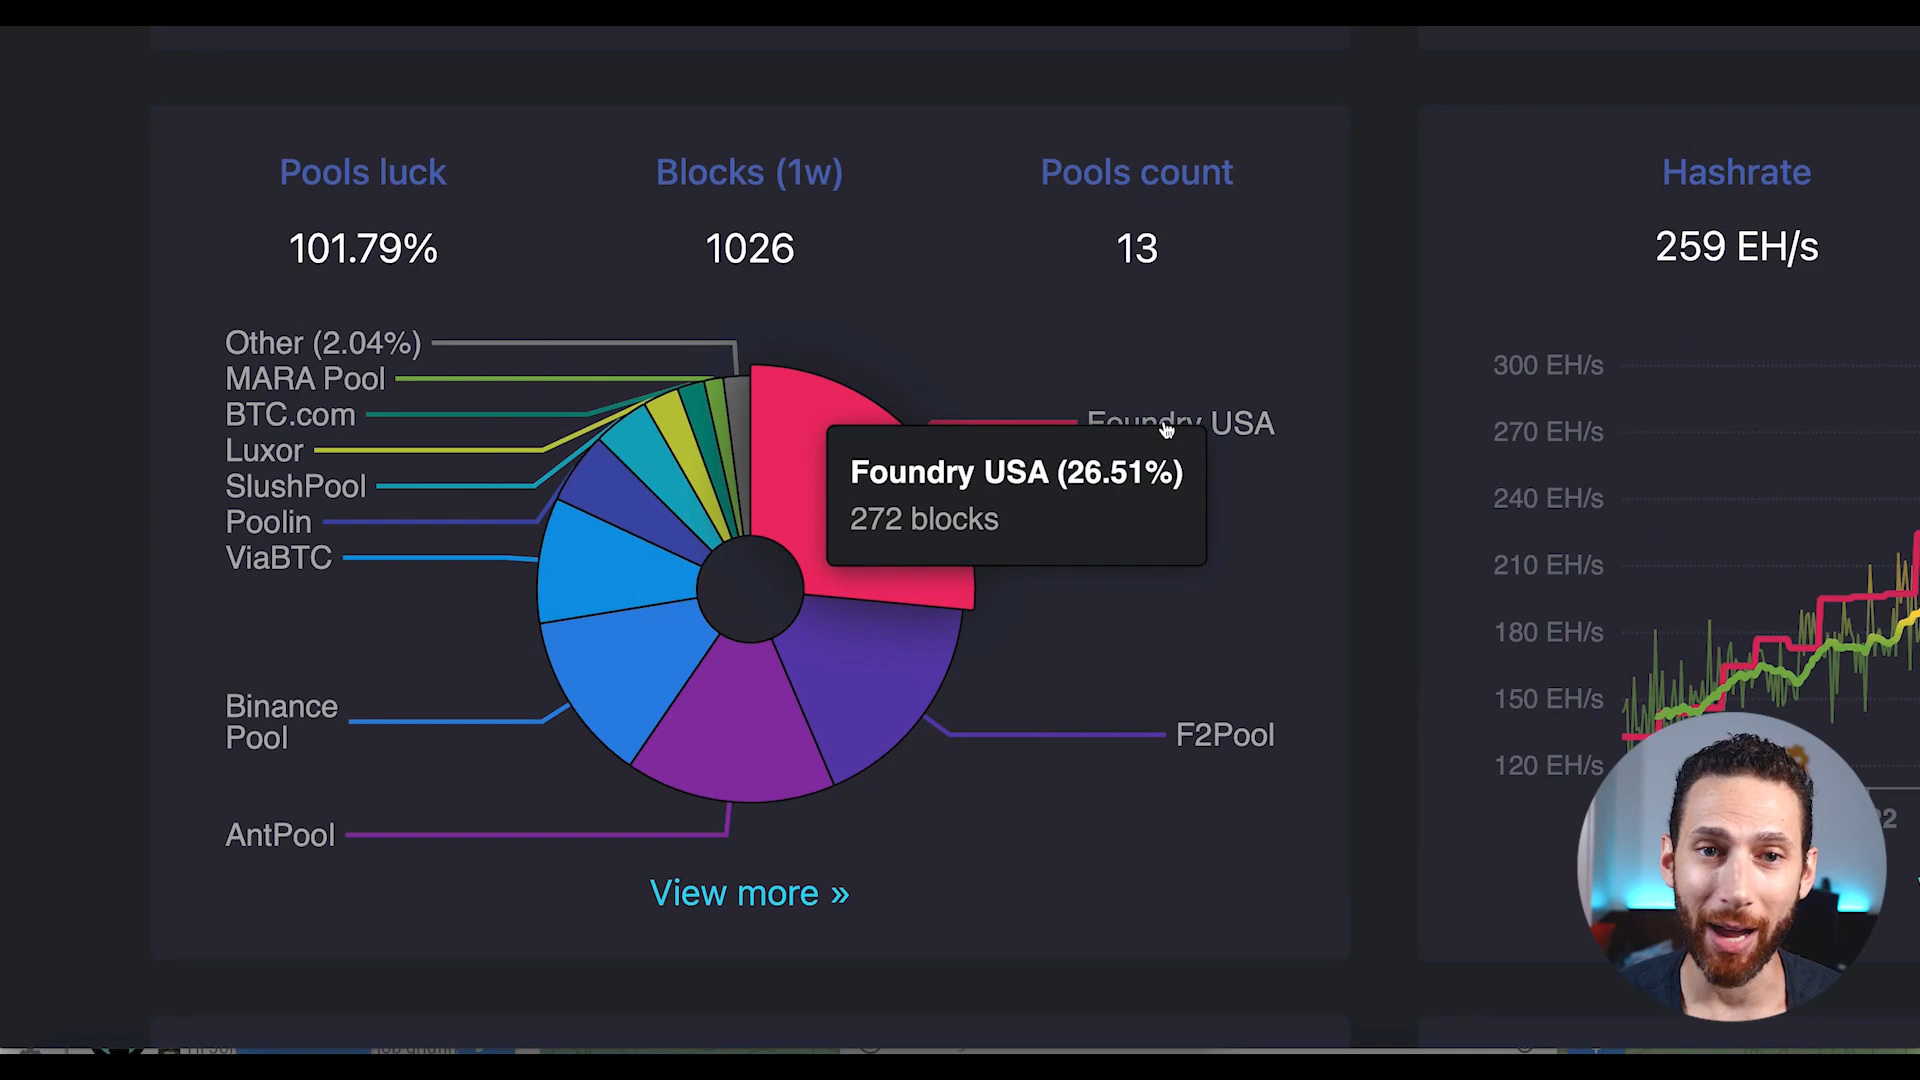 Pools luck
Blocks (1w)
Pools count
Hashrate
101.79%
1026
13
259 EH/s
Other (2.04%)
MARA Pool
BTC.com
Luxor
SlushPool
Poolin
ViaBTC
Binance
Pool
AntPool
Foundry USA
Foundry USA (26.51%)
272 blocks
F2Pool
View more »
300 EH/s
270 EH/s
240 EH/s
210 EH/s
180 EH/s
150 EH/s
120 EH/s